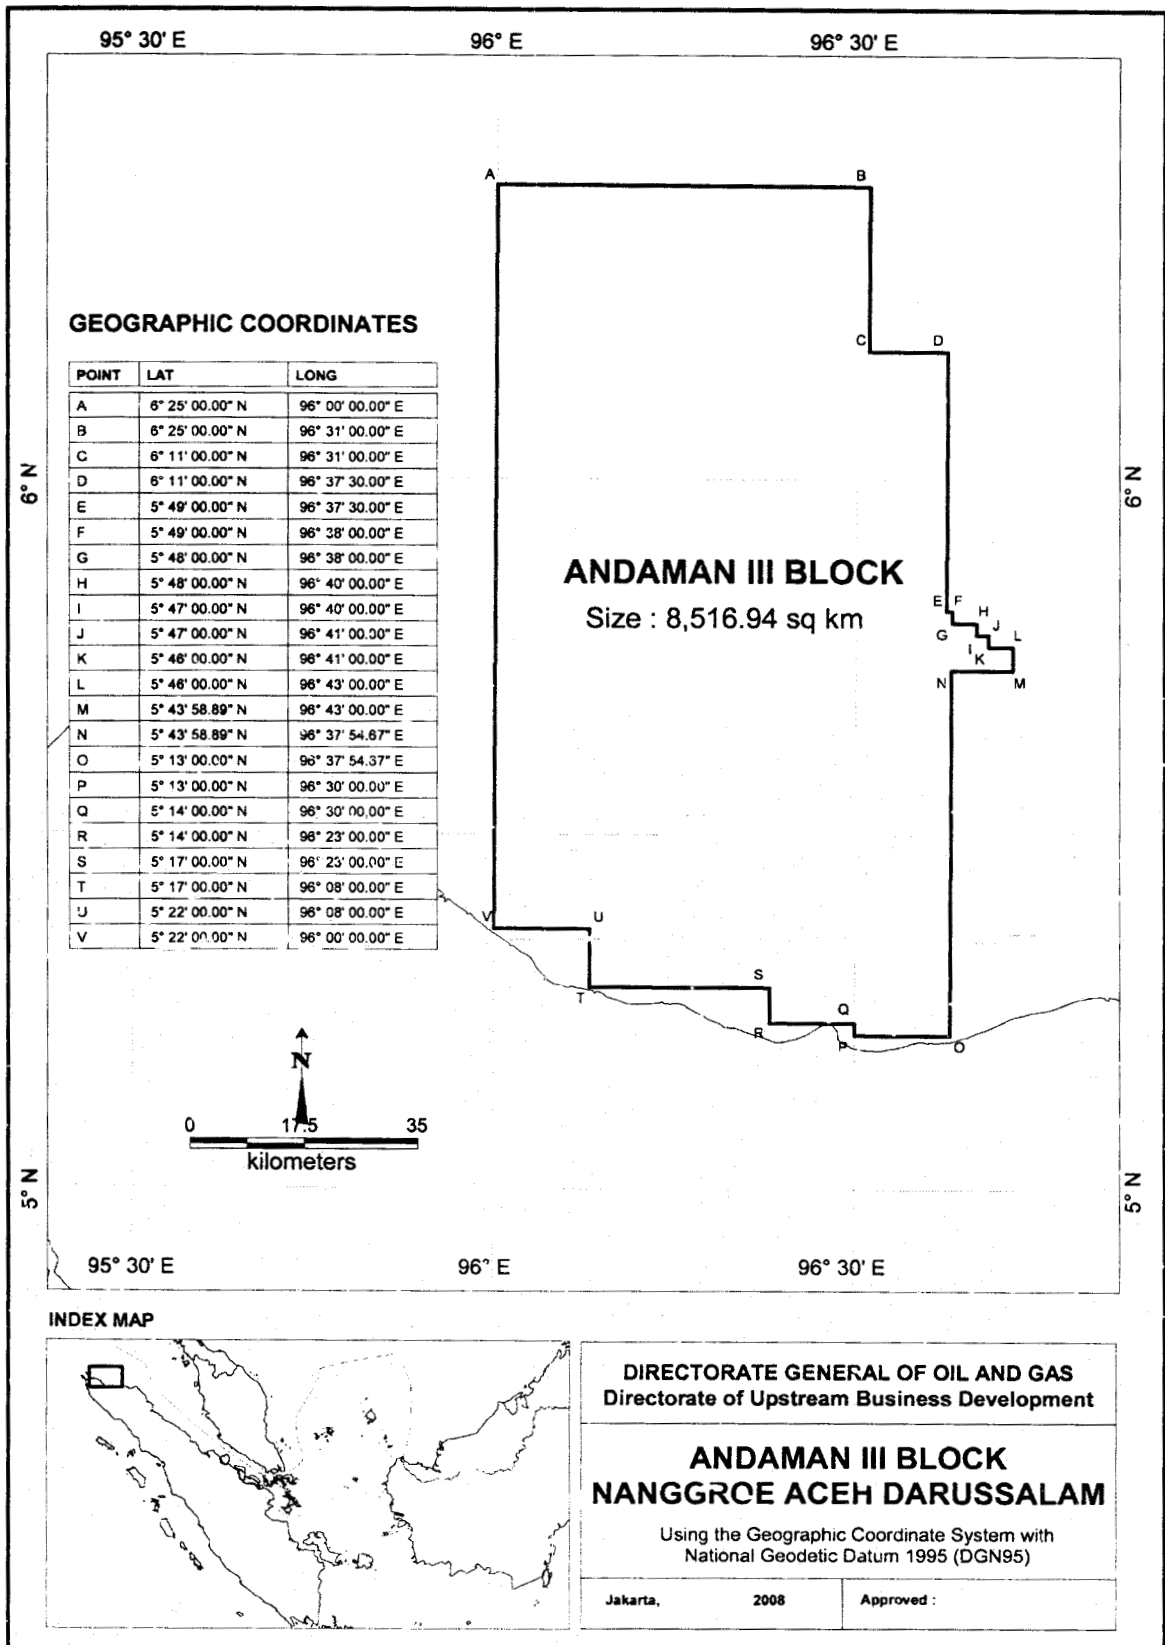 95° 30' E 96° E 96° 30' E
A B
C D
GEOGRAPHIC COORDINATES
POINT LAT LONG
A 6° 25' 00.00" N 96° 00' 00.00" E
B 6° 25' 00.00" N 96° 31' 00.00" E
C 6° 11' 00.00" N 96° 31' 00.00" E
D 6° 11' 00.00" N 96° 37' 30.00" E
E 5° 49' 00.00" N 96° 37' 30.00" E
F 5° 49' 00.00" N 96° 38' 00.00" E
G 5° 48' 00.00" N 96° 38' 00.00" E
H 5° 48' 00.00" N 96° 40' 00.00" E
I 5° 47' 00.00" N 96° 40' 00.00" E
J 5° 47' 00.00" N 96° 41' 00.00" E
K 5° 46' 00.00" N 96° 41' 00.00" E
L 5° 46' 00.00" N 96° 43' 00.00" E
M 5° 43' 58.89" N 96° 43' 00.00" E
N 5° 43' 58.89" N 96° 37' 54.67" E
O 5° 13' 00.00" N 96° 37' 54.37" E
P 5° 13' 00.00" N 96° 30' 00.00" E
Q 5° 14' 00.00" N 96° 30' 00,00" E
R 5° 14' 00.00" N 96° 23' 00.00" E
S 5° 17' 00.00" N 96° 23' 00.00" E
T 5° 17' 00.00" N 96° 08' 00.00" E
U 5° 22' 00.00" N 96° 08' 00.00" E
V 5° 22' 00.00" N 96° 00' 00.00" E
6° N 6° N
ANDAMAN III BLOCK
Size : 8,516.94 sq km
E F H
G J L
I K
N M
V U
T S Q
R P O
N
0 17.5 35
kilometers
5° N 5° N
95° 30' E 96° E 96° 30' E
INDEX MAP
DIRECTORATE GENERAL OF OIL AND GAS
Directorate of Upstream Business Development
ANDAMAN III BLOCK
NANGGROE ACEH DARUSSALAM
Using the Geographic Coordinate System with
National Geodetic Datum 1995 (DGN95)
Jakarta, 2008 Approved :